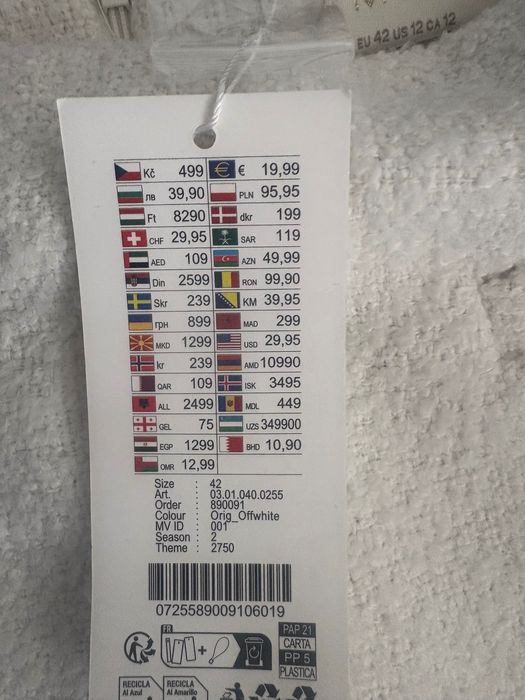 EU 42 US 12 CA 12
Kč 499 € 19,99
лв 39,90 PLN 95,95
Ft 8290 dkr 199
CHF 29,95 SAR 119
AED 109 AZN 49,99
Din 2599 RON 99,90
Skr 239 KM 39,95
грн 899 MAD 299
MKD 1299 USD 29,95
kr 239 AMD 10990
QAR 109 ISK 3495
ALL 2499 MDL 449
GEL 75 UZS 349900
EGP 1299 BHD 10,90
OMR 12,99
Size : 42
Art. : 03.01.040.0255
Order : 890091
Colour : Orig_Offwhite
MV ID : 001
Season : 2
Theme : 2750
0725589009106019
FR
+
PAP 21
CARTA
PP 5
PLASTICA
RECICLA
Al Azul
RECICLA
Al Amarillo